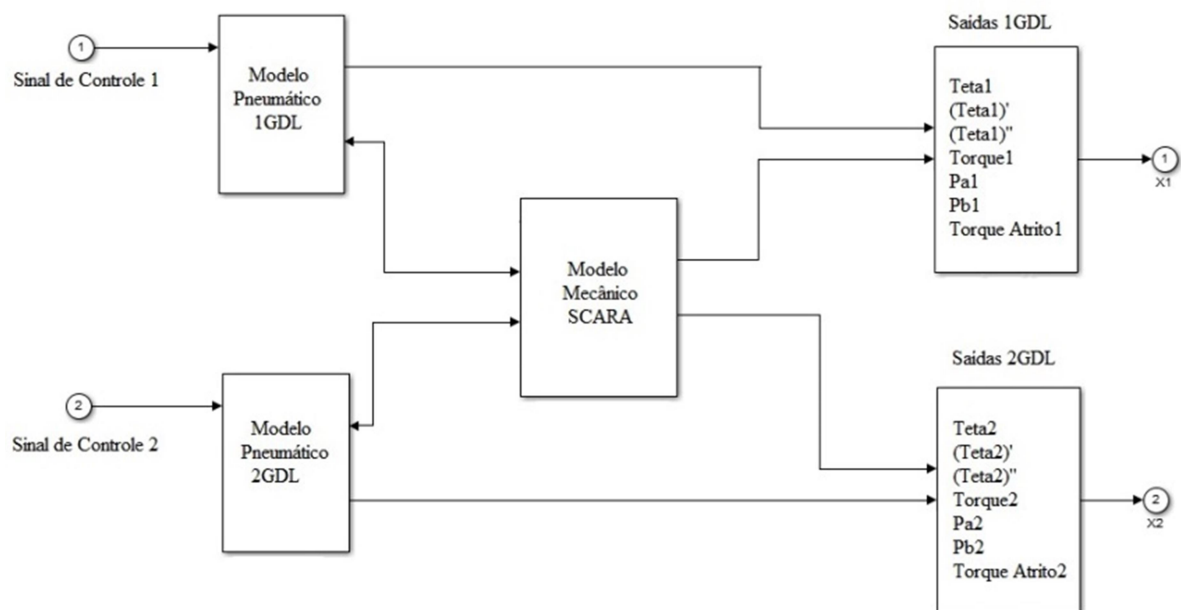 Saídas 1GDL
1
Sinal de Controle 1
Modelo
Pneumático
1GDL
Teta1
(Teta1)'
(Teta1)"
Torque1
Pa1
Pb1
Torque Atrito1
1
X1
Modelo
Mecânico
SCARA
Saídas 2GDL
2
Sinal de Controle 2
Modelo
Pneumático
2GDL
Teta2
(Teta2)'
(Teta2)"
Torque2
Pa2
Pb2
Torque Atrito2
2
X2